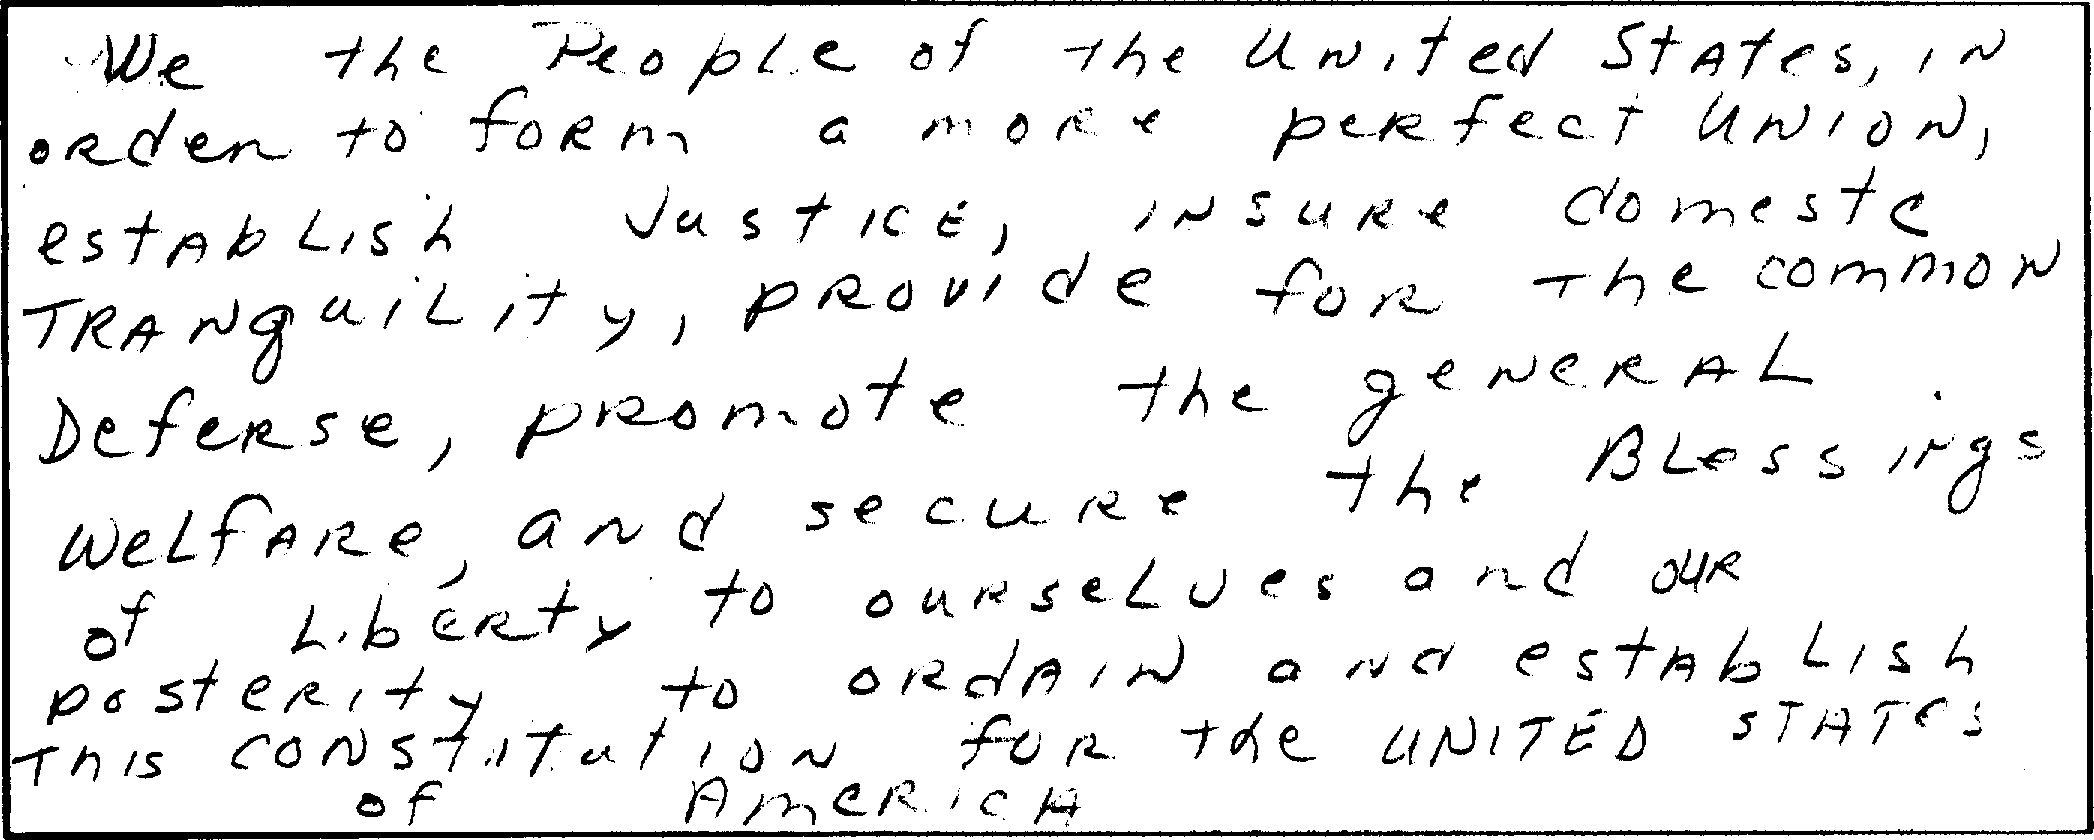 We the People of the United States, in
order to form a more perfect Union,
establish Justice, insure domeste
Tranquility, provide for the common
Defense, promote the general
Welfare, and secure the Blessings
of Liberty to ourselves and our
posterity to ordain and establish
this constitution for the UNITED STATES
of America